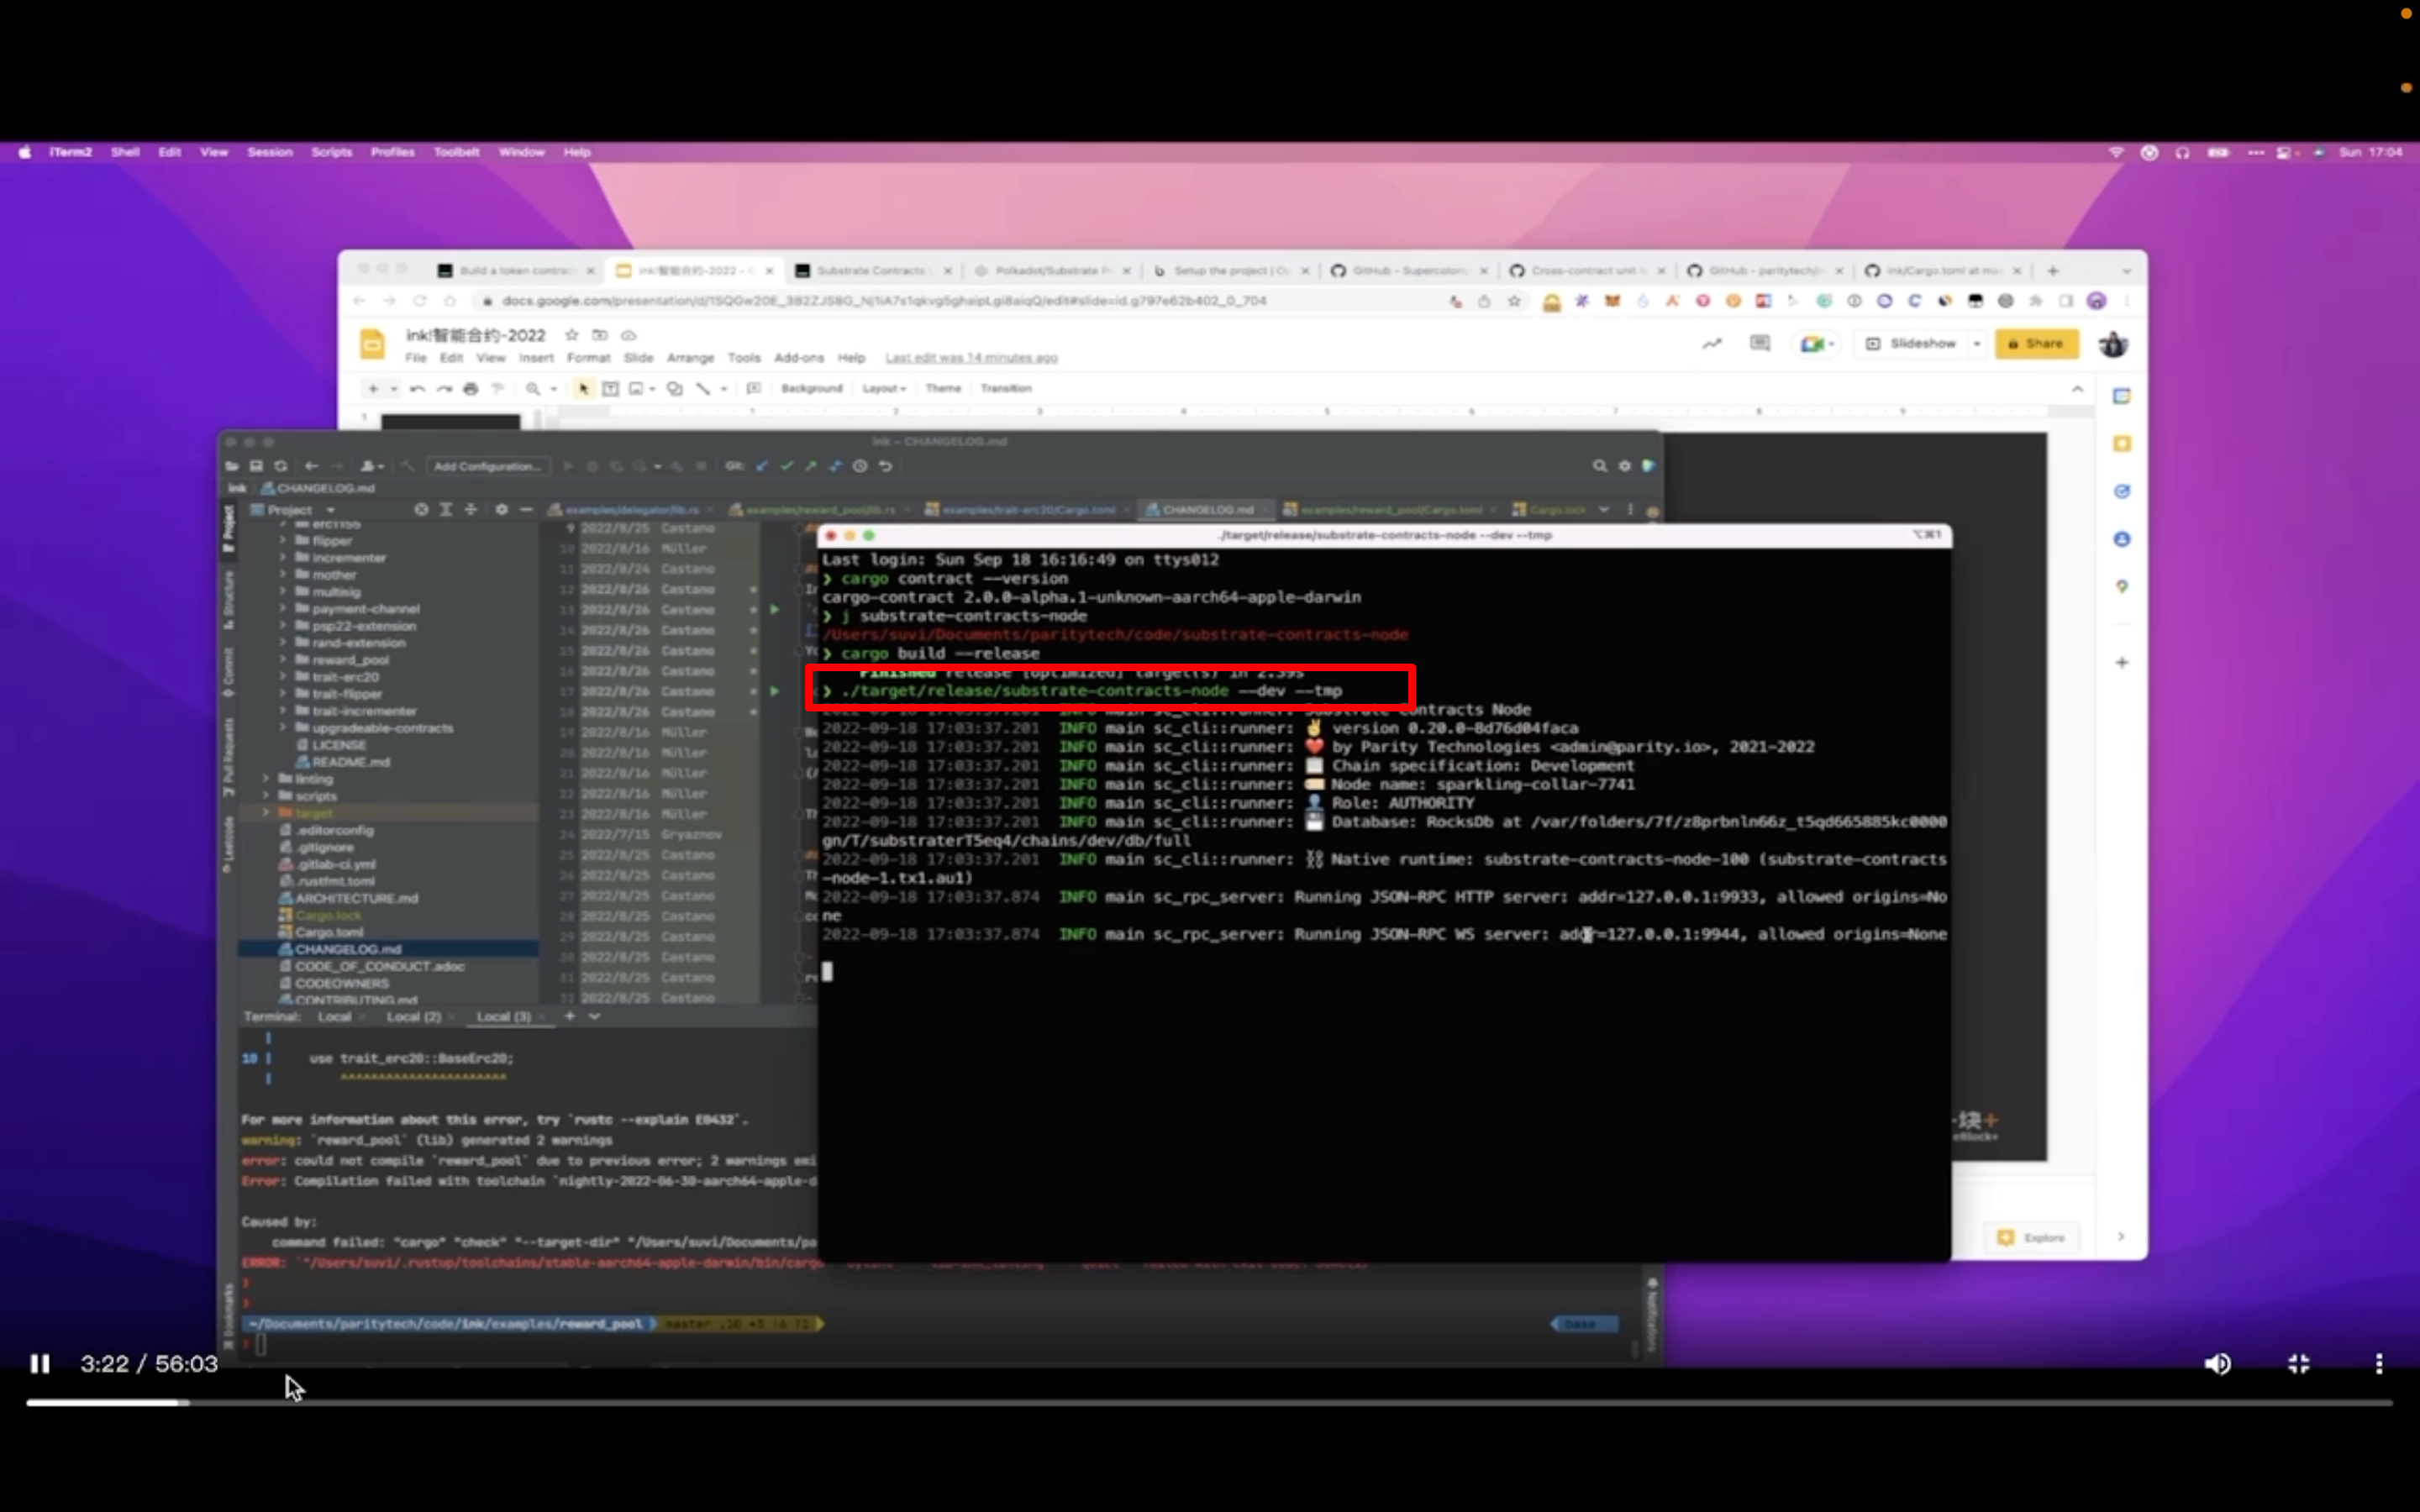 iTerm2 Shell Edit View Session Scripts Profiles Toolbelt Window Help
Sun 17:04
Build a token contrac
ink!智能合约-2022 -
Substrate Contracts
Polkadot/Substrate P
Setup the project | O
GitHub - Supercolony
Cross-contract unit t
GitHub - paritytech/in
ink/Cargo.toml at ma
ink!智能合约-2022
File Edit View Insert Format Slide Arrange Tools Add-ons Help
Last edit was 14 minutes ago
Slideshow
Share
Background Layout Theme Transition
ink – CHANGELOG.md
Add Configuration...
Git:
ink CHANGELOG.md
Project
examples/delegator/lib.rs
examples/reward_pool/lib.rs
examples/trait-erc20/Cargo.toml
CHANGELOG.md
examples/reward_pool/Cargo.toml
Cargo.lock
Project
Structure
Commit
Pull Requests
Leetcode
Bookmarks
Notifications
erc1155
flipper
incrementer
mother
multisig
payment-channel
psp22-extension
rand-extension
reward_pool
trait-erc20
trait-flipper
trait-incrementer
upgradeable-contracts
LICENSE
README.md
linting
scripts
target
.editorconfig
.gitignore
.gitlab-ci.yml
.rustfmt.toml
ARCHITECTURE.md
Cargo.lock
Cargo.toml
CHANGELOG.md
CODE_OF_CONDUCT.adoc
CODEOWNERS
CONTRIBUTING.md
9 2022/8/25 Castano
10 2022/8/16 Müller
11 2022/8/24 Castano
12 2022/8/26 Castano
13 2022/8/26 Castano
14 2022/8/26 Castano
15 2022/8/26 Castano
16 2022/8/26 Castano
17 2022/8/26 Castano
18 2022/8/26 Castano
19 2022/8/16 Müller
20 2022/8/16 Müller
21 2022/8/16 Müller
22 2022/8/16 Müller
23 2022/8/16 Müller
24 2022/7/15 Gryaznov
25 2022/8/25 Castano
26 2022/8/25 Castano
27 2022/8/25 Castano
28 2022/8/25 Castano
29 2022/8/25 Castano
30 2022/8/25 Castano
31 2022/8/25 Castano
32 2022/8/25 Castano
./target/release/substrate-contracts-node --dev --tmp
⌥⌘1
Last login: Sun Sep 18 16:16:49 on ttys012
❯ cargo contract --version
cargo-contract 2.0.0-alpha.1-unknown-aarch64-apple-darwin
❯ j substrate-contracts-node
/Users/suvi/Documents/paritytech/code/substrate-contracts-node
❯ cargo build --release
Finished release [optimized] target(s) in 2.59s
❯ ./target/release/substrate-contracts-node --dev --tmp
2022-09-18 17:03:37.201 INFO main sc_cli::runner: Substrate Contracts Node
2022-09-18 17:03:37.201 INFO main sc_cli::runner: ✌️ version 0.20.0-8d76d04faca
2022-09-18 17:03:37.201 INFO main sc_cli::runner: ❤️ by Parity Technologies <admin@parity.io>, 2021-2022
2022-09-18 17:03:37.201 INFO main sc_cli::runner: 📋 Chain specification: Development
2022-09-18 17:03:37.201 INFO main sc_cli::runner: 🏷 Node name: sparkling-collar-7741
2022-09-18 17:03:37.201 INFO main sc_cli::runner: 👤 Role: AUTHORITY
2022-09-18 17:03:37.201 INFO main sc_cli::runner: 💾 Database: RocksDb at /var/folders/7f/z8prbnln66z_t5qd665885kc0000
gn/T/substraterT5eq4/chains/dev/db/full
2022-09-18 17:03:37.201 INFO main sc_cli::runner: ⛓ Native runtime: substrate-contracts-node-100 (substrate-contracts
-node-1.tx1.au1)
2022-09-18 17:03:37.874 INFO main sc_rpc_server: Running JSON-RPC HTTP server: addr=127.0.0.1:9933, allowed origins=No
ne
2022-09-18 17:03:37.874 INFO main sc_rpc_server: Running JSON-RPC WS server: addr=127.0.0.1:9944, allowed origins=None
Terminal: Local Local (2) Local (3)
10 | use trait_erc20::BaseErc20;
^^^^^^^^^^^^^^^^^^^^^^
For more information about this error, try `rustc --explain E0432`.
warning: `reward_pool` (lib) generated 2 warnings
error: could not compile `reward_pool` due to previous error; 2 warnings emi
Error: Compilation failed with toolchain `nightly-2022-06-30-aarch64-apple-d
Caused by:
command failed: "cargo" "check" "--target-dir" "/Users/suvi/Documents/pa
ERROR: `"/Users/suvi/.rustup/toolchains/stable-aarch64-apple-darwin/bin/cargo
~/Documents/paritytech/code/ink/examples/reward_pool
master
base
块+
eBlock+
Explore
3:22 / 56:03